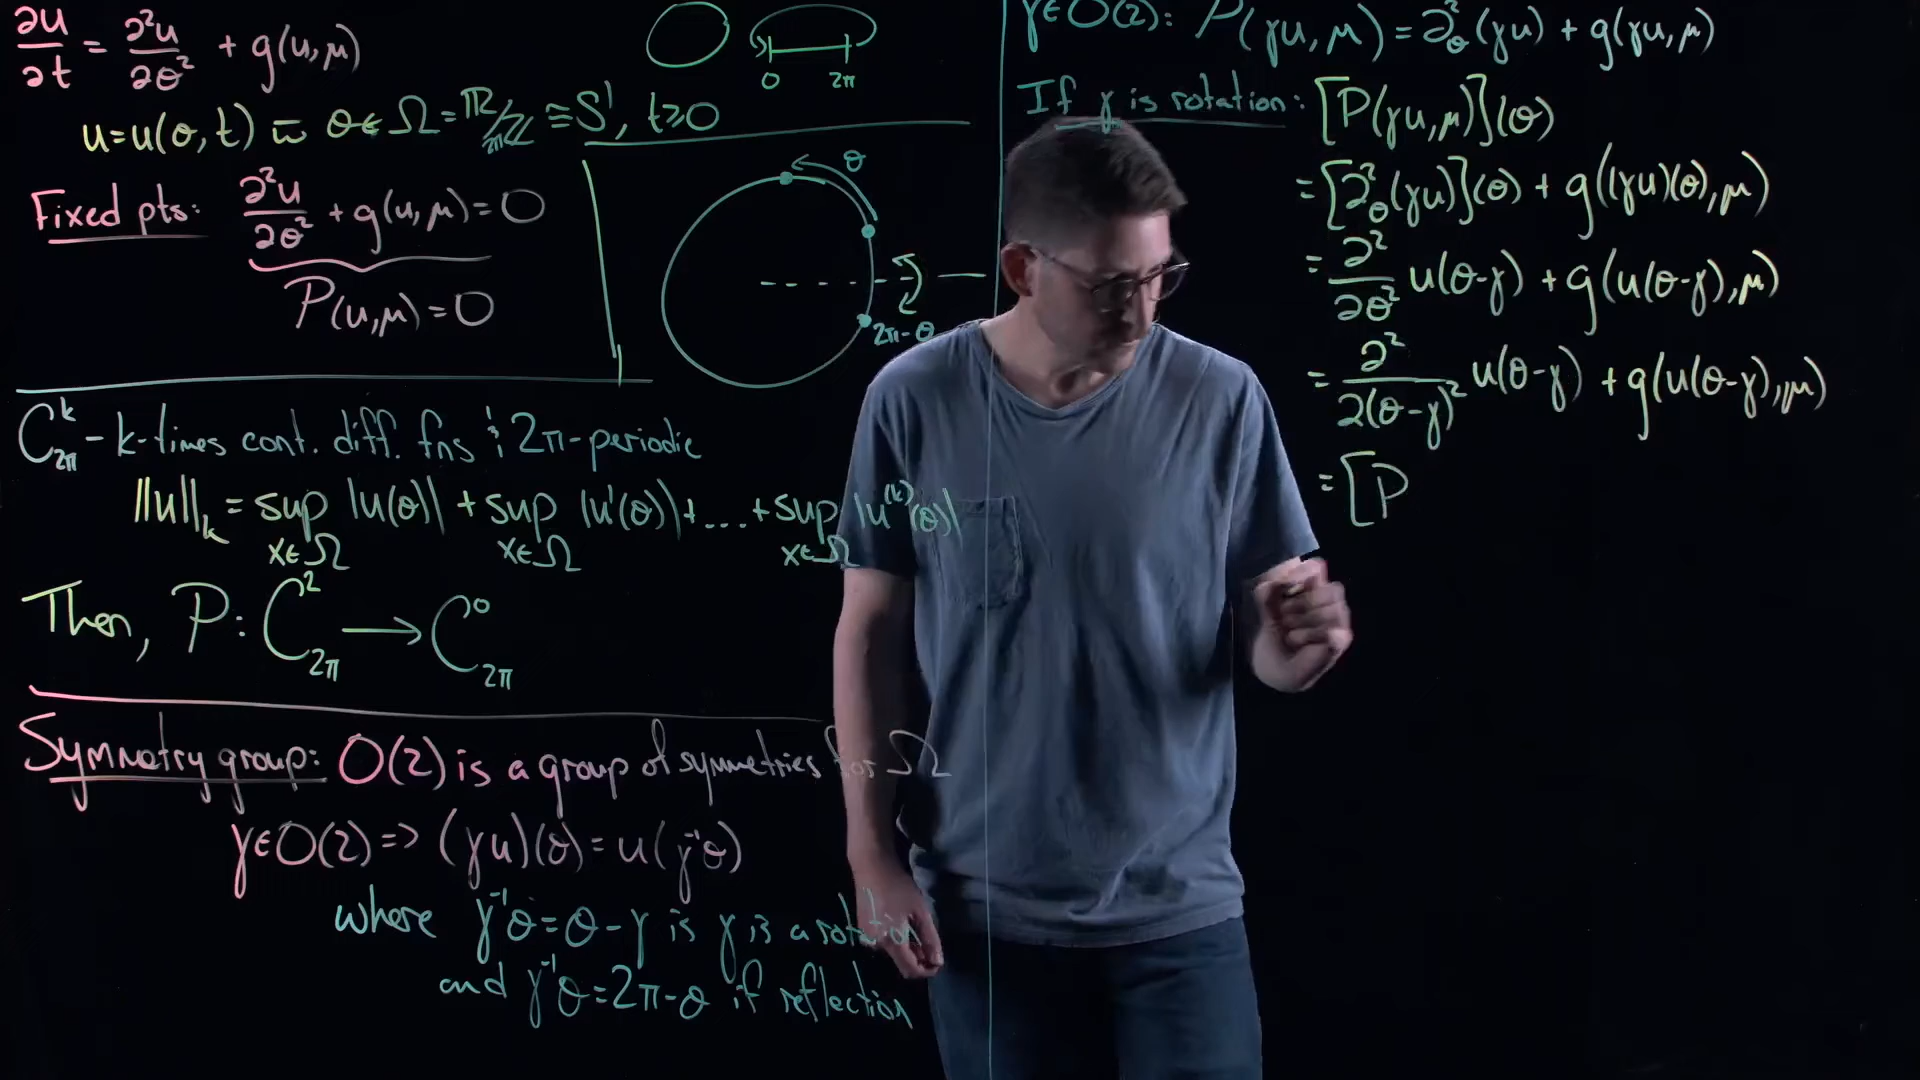 ∂u/∂t = ∂²u/∂θ² + g(u,μ)
0 2π
u=u(θ,t) w θ∈Ω=ℝ/2πℤ≅S¹, t≥0
Fixed pts: ∂²u/∂θ² + g(u,μ)=0
P(u,μ)=0
θ
2π-θ
C^k_2π - k-times cont. diff. fns & 2π-periodic
||u||_k = sup_{x∈Ω} |u(θ)| + sup_{x∈Ω} |u'(θ)|+...+sup_{x∈Ω} |u^(k)(θ)|
Then, P: C²_2π → C⁰_2π
Symmetry group: O(2) is a group of symmetries for Ω
γ∈O(2) => (γu)(θ)=u(γ⁻¹θ)
where γ⁻¹θ=θ-γ is γ is a rotation
and γ⁻¹θ=2π-θ if reflection
γ∈O(2): P(γu,μ)=∂²_θ(γu)+g(γu,μ)
If γ is rotation: [P(γu,μ)](θ)
=[∂²_θ(γu)](θ) + g((γu)(θ),μ)
=∂²/∂θ² u(θ-γ) + g(u(θ-γ),μ)
=∂²/∂(θ-γ)² u(θ-γ) + g(u(θ-γ),μ)
=[P